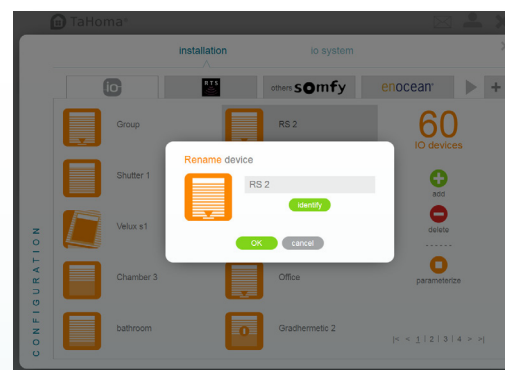 TaHoma®
installation
io system
io
RTS
others somfy
enocean®
+
Group
RS 2
60
IO devices
Shutter 1
Rename device
RS 2
identify
OK
cancel
add
Velux s1
delete
- - - - - -
Chamber 3
Office
parameterize
bathroom
Gradhermetic 2
|< < 1 | 2 | 3 | 4 > >|
CONFIGURATION